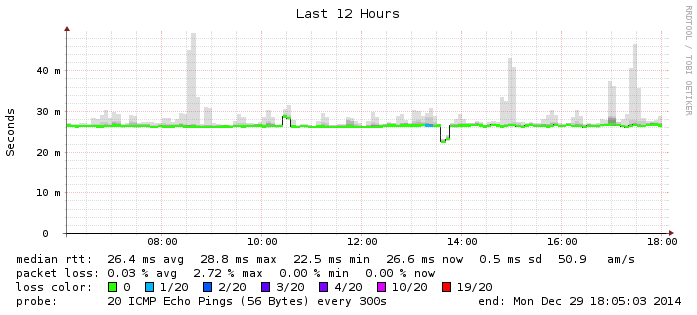 Last 12 Hours
RRDTOOL / TOBI OETIKER
Seconds
40 m
30 m
20 m
10 m
0
08:00 10:00 12:00 14:00 16:00 18:00
median rtt: 26.4 ms avg 28.8 ms max 22.5 ms min 26.6 ms now 0.5 ms sd 50.9 am/s
packet loss: 0.03 % avg 2.72 % max 0.00 % min 0.00 % now
loss color: 0 1/20 2/20 3/20 4/20 10/20 19/20
probe: 20 ICMP Echo Pings (56 Bytes) every 300s end: Mon Dec 29 18:05:03 2014